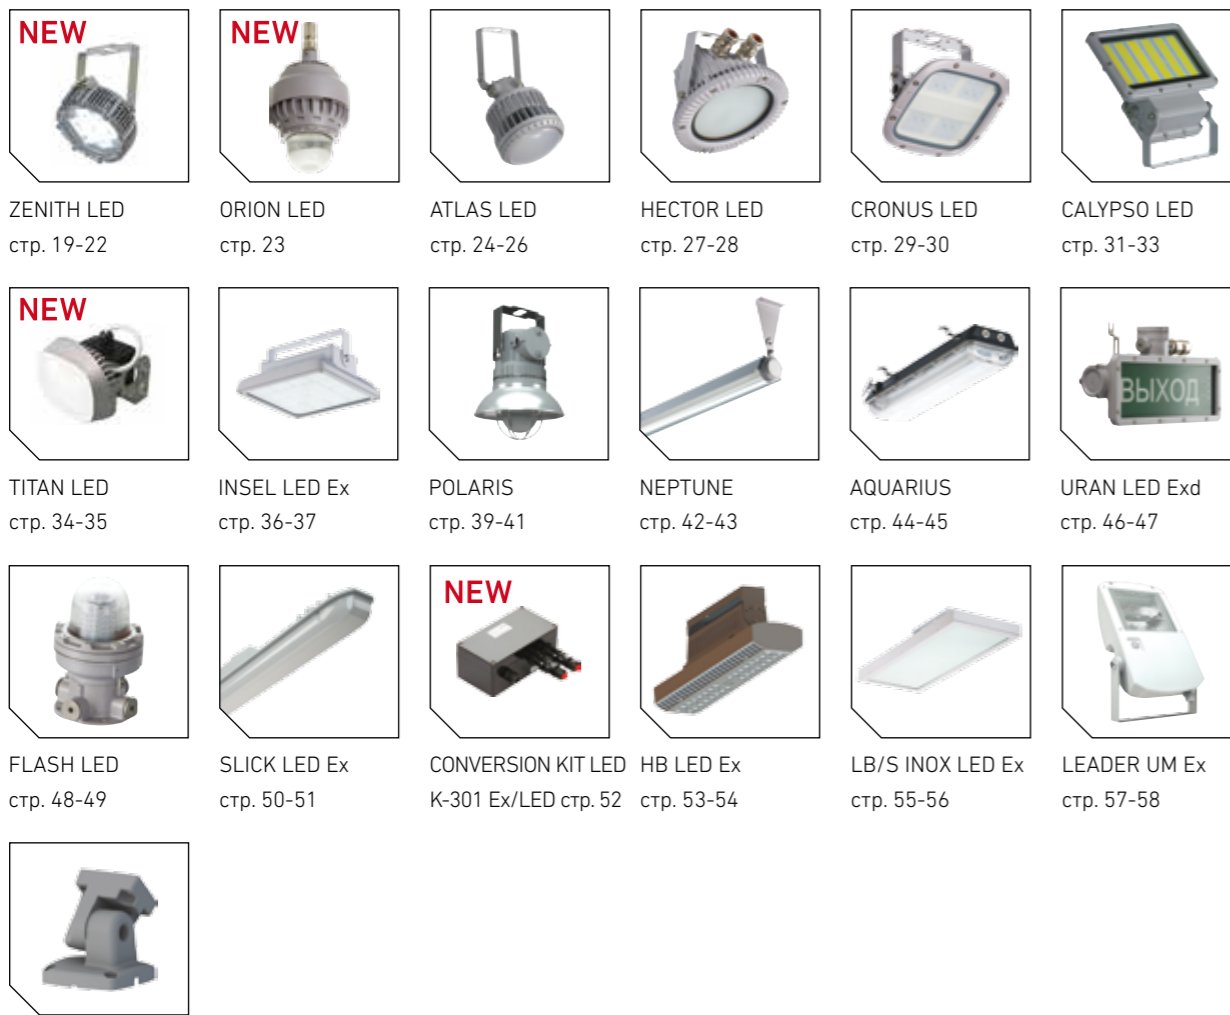 NEW
NEW
ZENITH LED
стр. 19-22
ORION LED
стр. 23
ATLAS LED
стр. 24-26
HECTOR LED
стр. 27-28
CRONUS LED
стр. 29-30
CALYPSO LED
стр. 31-33
NEW
ВЫХОД
TITAN LED
стр. 34-35
INSEL LED Ex
стр. 36-37
POLARIS
стр. 39-41
NEPTUNE
стр. 42-43
AQUARIUS
стр. 44-45
URAN LED Exd
стр. 46-47
NEW
FLASH LED
стр. 48-49
SLICK LED Ex
стр. 50-51
CONVERSION KIT LED
K-301 Ex/LED стр. 52
HB LED Ex
стр. 53-54
LB/S INOX LED Ex
стр. 55-56
LEADER UM Ex
стр. 57-58